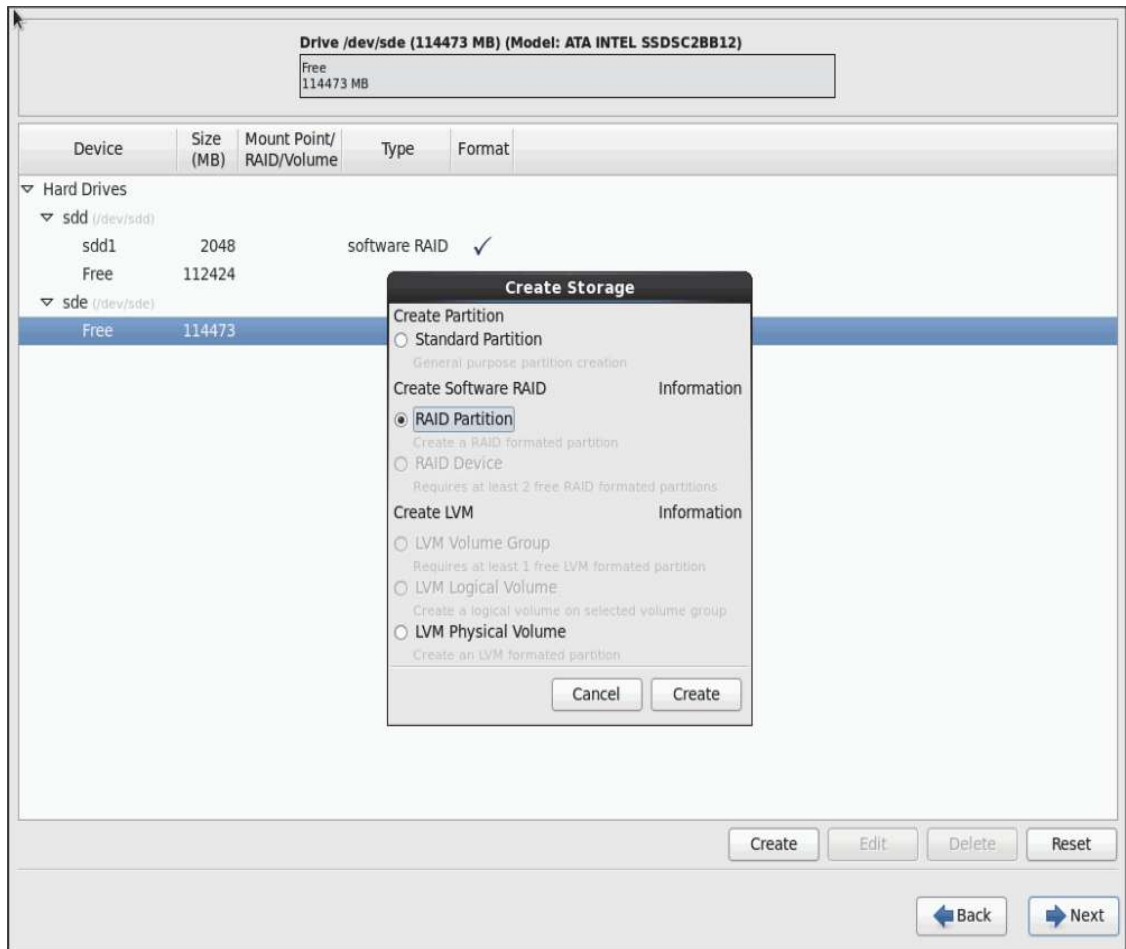 Drive /dev/sde (114473 MB) (Model: ATA INTEL SSDSC2BB12)
Free
114473 MB
Device Size (MB) Mount Point/ RAID/Volume Type Format
Hard Drives
sdd (/dev/sdd)
sdd1 2048 software RAID ✓
Free 112424
sde (/dev/sde)
Free 114473
Create Storage
Create Partition
Standard Partition
General purpose partition creation
Create Software RAID Information
RAID Partition
Create a RAID formated partition
RAID Device
Requires at least 2 free RAID formated partitions
Create LVM Information
LVM Volume Group
Requires at least 1 free LVM formated partition
LVM Logical Volume
Create a logical volume on selected volume group
LVM Physical Volume
Create an LVM formated partition
Cancel Create
Create Edit Delete Reset
Back Next